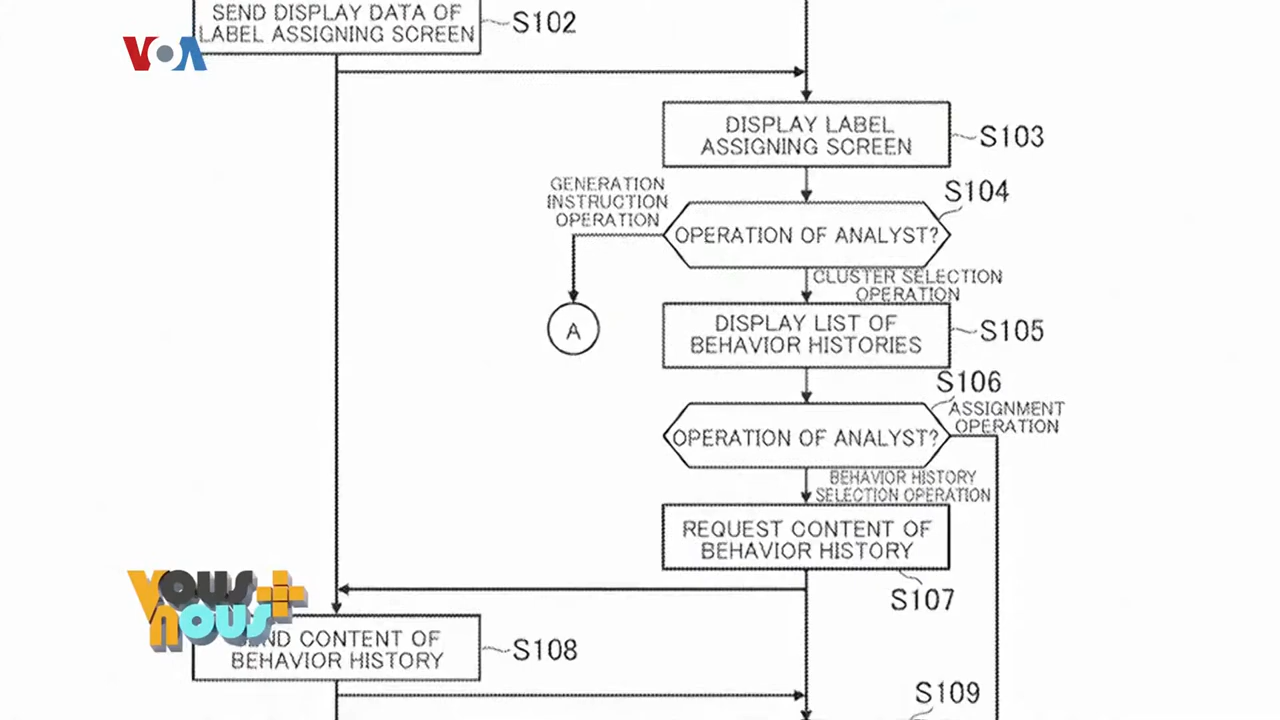 SEND DISPLAY DATA OF
LABEL ASSIGNING SCREEN
S102
VOA
DISPLAY LABEL
ASSIGNING SCREEN
S103
GENERATION
INSTRUCTION
OPERATION
S104
OPERATION OF ANALYST?
CLUSTER SELECTION
OPERATION
A
DISPLAY LIST OF
BEHAVIOR HISTORIES
S105
S106
ASSIGNMENT
OPERATION
OPERATION OF ANALYST?
BEHAVIOR HISTORY
SELECTION OPERATION
REQUEST CONTENT OF
BEHAVIOR HISTORY
S107
vous
nous
CONTENT OF
BEHAVIOR HISTORY
S108
S109